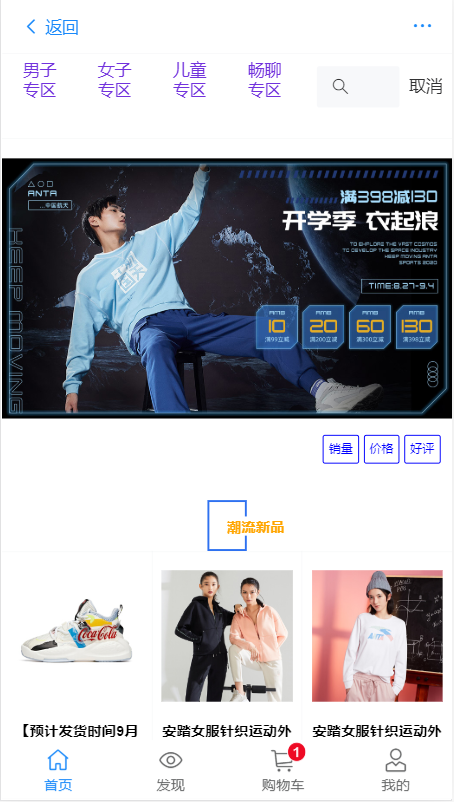 返回
男子
专区
女子
专区
儿童
专区
畅聊
专区
取消
ANTA
...中国航天
KEEP MOVING
满398减130
开学季 衣起浪
TO EXPLORE THE VAST COSMOS
TO DEVELOP THE SPACE INDUSTRY
KEEP MOVING ANTA
SPORTS 2020
TIME:8.27-9.4
RMB
10
满99立减
RMB
20
满200立减
RMB
60
满300立减
RMB
130
满398立减
销量
价格
好评
潮流新品
Coca-Cola
【预计发货时间9月
安踏女服针织运动外
安踏女服针织运动外
首页
发现
1
购物车
我的